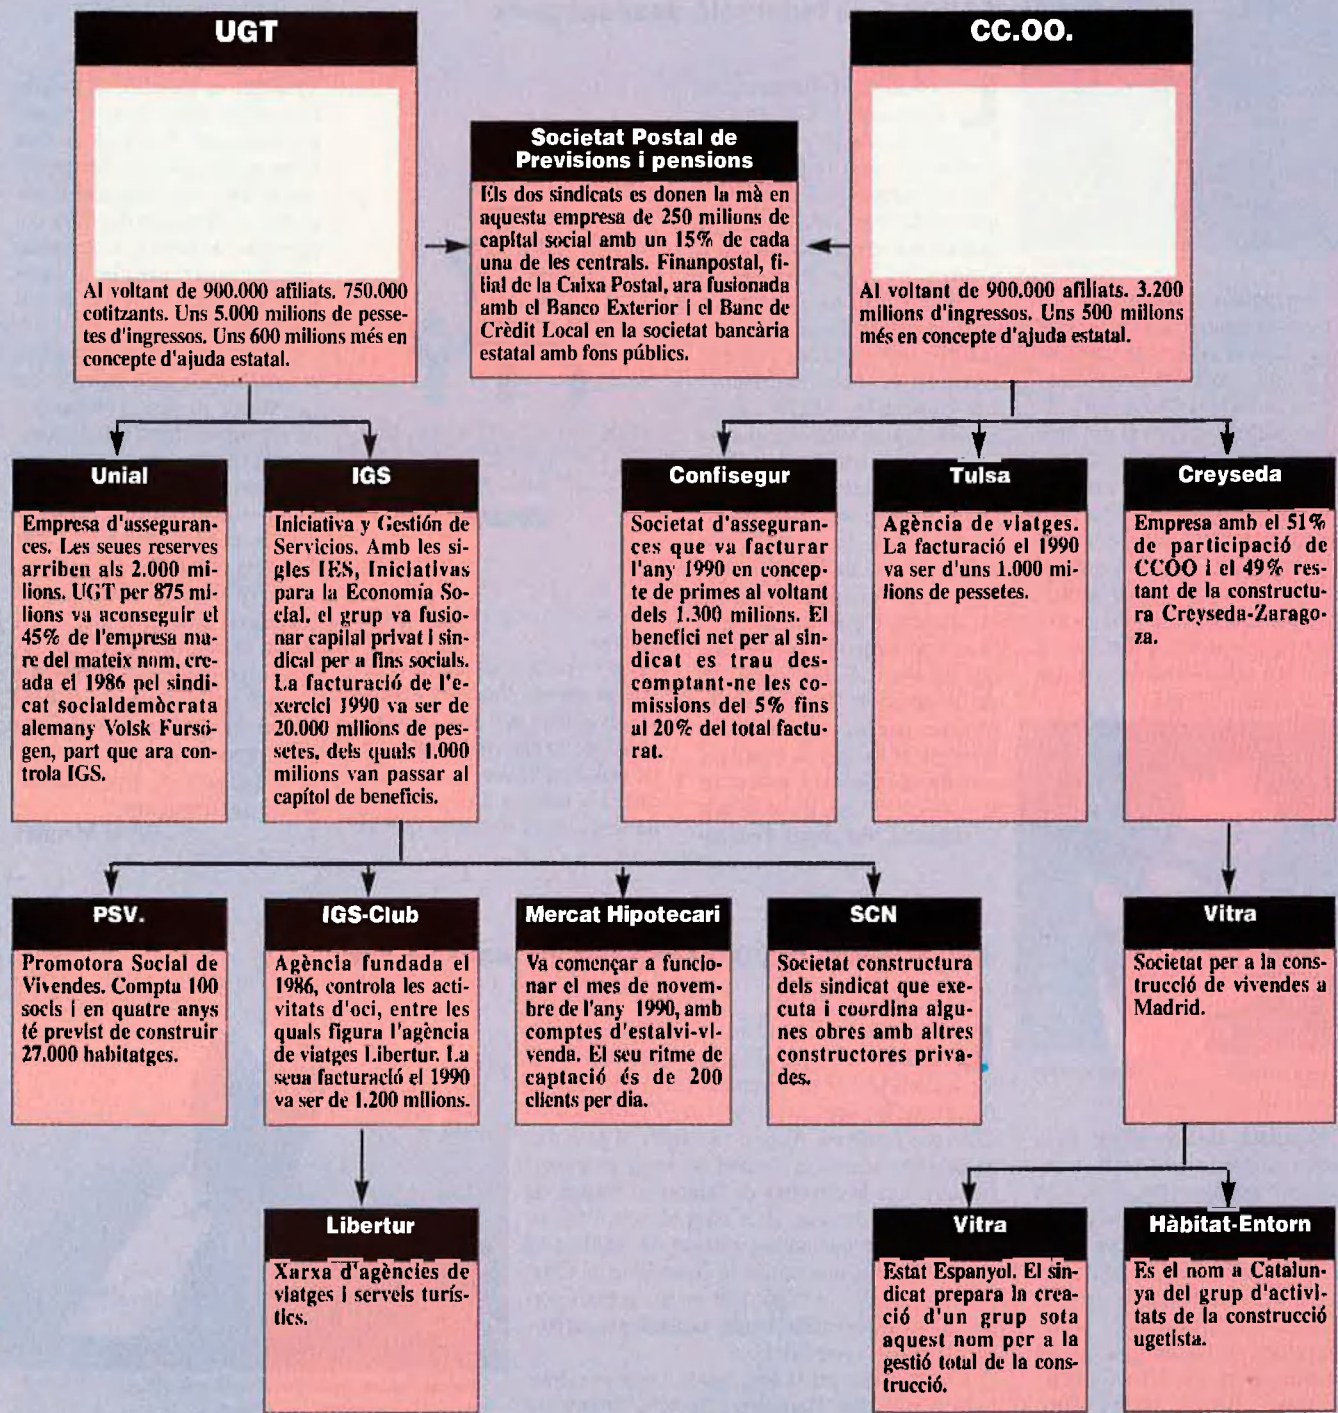 UGT
Al voltant de 900.000 afiliats. 750.000
cotitzants. Uns 5.000 milions de pesse-
tes d'ingressos. Uns 600 milions més en
concepte d'ajuda estatal.
Societat Postal de
Previsions i pensions
Els dos sindicats es donen la mà en
aquesta empresa de 250 milions de
capital social amb un 15% de cada
una de les centrals. Finanpostal, fi-
lial de la Caixa Postal, ara fusionada
amb el Banco Exterior i el Banc de
Crèdit Local en la societat bancària
estatal amb fons públics.
CC.OO.
Al voltant de 900.000 afiliats. 3.200
milions d'ingressos. Uns 500 milions
més en concepte d'ajuda estatal.
Unial
Empresa d'asseguran-
ces. Les seues reserves
arriben als 2.000 mi-
lions. UGT per 875 mi-
lions va aconseguir el
45% de l'empresa ma-
re del mateix nom, cre-
ada el 1986 pel sindi-
cat socialdemòcrata
alemany Volsk Fursó-
gen, part que ara con-
trola IGS.
IGS
Iniciativa y Gestión de
Servicios. Amb les si-
gles IES, Iniciativas
para la Economía So-
cial, el grup va fusio-
nar capilal privat i sin-
dical per a fins socials.
La facturació de l'e-
xercici 1990 va ser de
20.000 milions de pes-
setes, dels quals 1.000
milions van passar al
capítol de beneficis.
Confisegur
Societat d'asseguran-
ces que va facturar
l'any 1990 en concep-
te de primes al voltant
dels 1.300 milions. El
benefici net per al sin-
dicat es trau des-
comptant-ne les co-
missions del 5% fins
al 20% del total factu-
rat.
Tulsa
Agència de viatges.
La facturació el 1990
va ser d'uns 1.000 mi-
lions de pessetes.
Creyseda
Empresa amb el 51%
de participació de
CCOO i el 49% res-
tant de la constructu-
ra Creyseda-Zarago-
za.
PSV.
Promotora Social de
Vivendes. Compta 100
socis i en quatre anys
té previst de construir
27.000 habitatges.
IGS-Club
Agència fundada el
1986, controla les acti-
vitats d'oci, entre les
quals figura l'agència
de viatges Libertur. La
seua facturació el 1990
va ser de 1.200 milions.
Mercat Hipotecari
Va començar a funcio-
nar el mes de novem-
bre de l'any 1990, amb
comptes d'estalvi-vi-
venda. El seu ritme de
captació és de 200
clients per dia.
SCN
Societat constructura
dels sindicat que exe-
cuta i coordina algu-
nes obres amb altres
constructores priva-
des.
Vitra
Societat per a la cons-
trucció de vivendes a
Madrid.
Libertur
Xarxa d'agències de
viatges i serveis turís-
tics.
Vitra
Estat Espanyol. El sin-
dicat prepara la crea-
ció d'un grup sota
aquest nom per a la
gestió total de la cons-
trucció.
Hàbitat-Entorn
Es el nom a Catalun-
ya del grup d'activi-
tats de la construcció
ugetista.